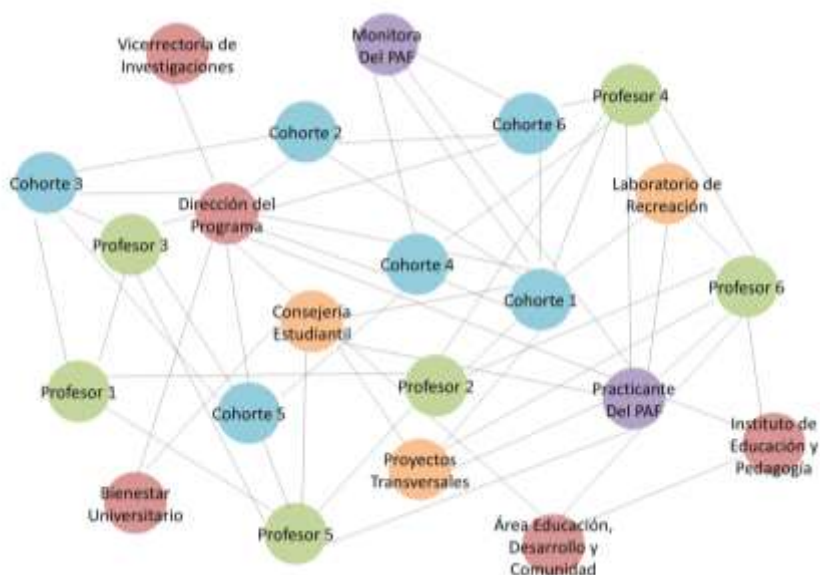 Vicerrectoría de
Investigaciones
Monitora
Del PAF
Profesor 4
Cohorte 2
Cohorte 6
Cohorte 3
Dirección del
Programa
Laboratorio de
Recreación
Profesor 3
Cohorte 4
Profesor 6
Cohorte 1
Consejería
Estudiantil
Profesor 1
Profesor 2
Practicante
Del PAF
Cohorte 5
Instituto de
Educación y
Pedagogía
Proyectos
Transversales
Bienestar
Universitario
Profesor 5
Área Educación,
Desarrollo y
Comunidad